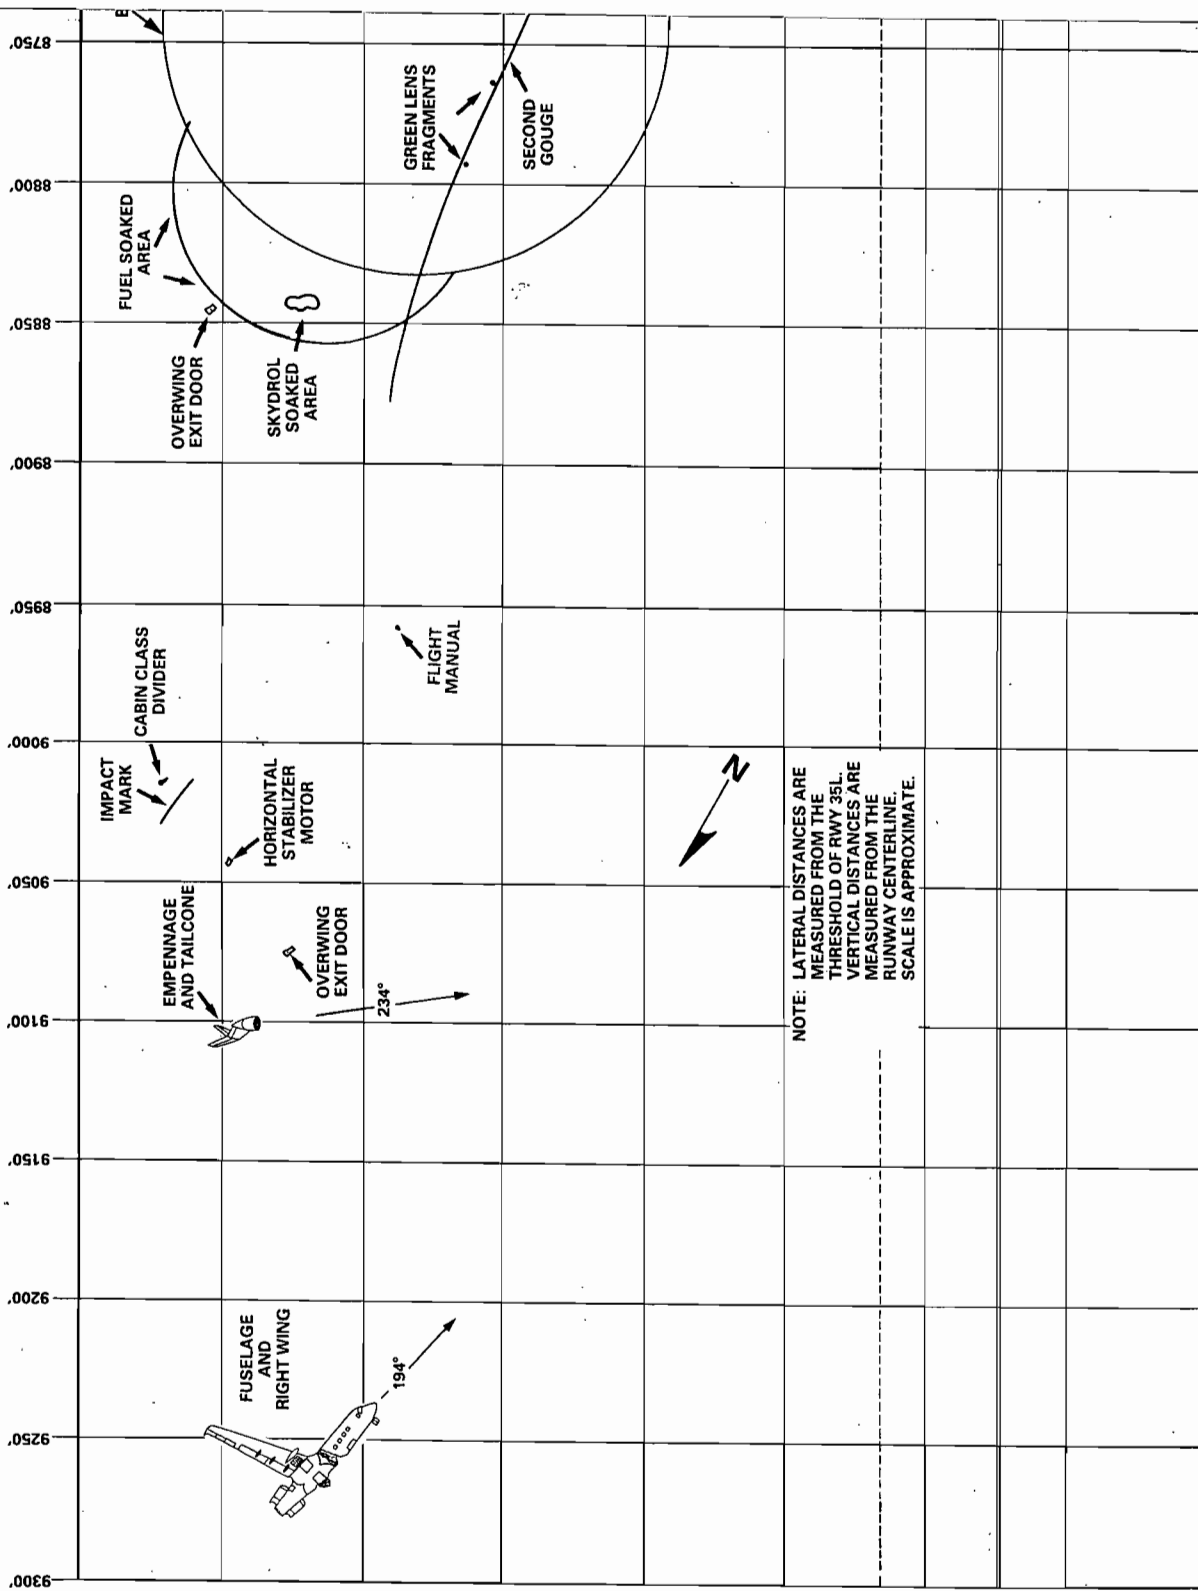 8750'
8800'
8850'
8900'
8950'
9000'
9050'
9100'
9150'
9200'
9250'
9300'
B
GREEN LENS
FRAGMENTS
SECOND
GOUGE
FUEL SOAKED
AREA
OVERWING
EXIT DOOR
SKYDROL
SOAKED
AREA
CABIN CLASS
DIVIDER
IMPACT
MARK
FLIGHT
MANUAL
HORIZONTAL
STABILIZER
MOTOR
EMPENNAGE
AND TAILCONE
OVERWING
EXIT DOOR
234°
FUSELAGE
AND
RIGHT WING
194°
N
NOTE: LATERAL DISTANCES ARE
MEASURED FROM THE
THRESHOLD OF RWY 35L.
VERTICAL DISTANCES ARE
MEASURED FROM THE
RUNWAY CENTERLINE.
SCALE IS APPROXIMATE.